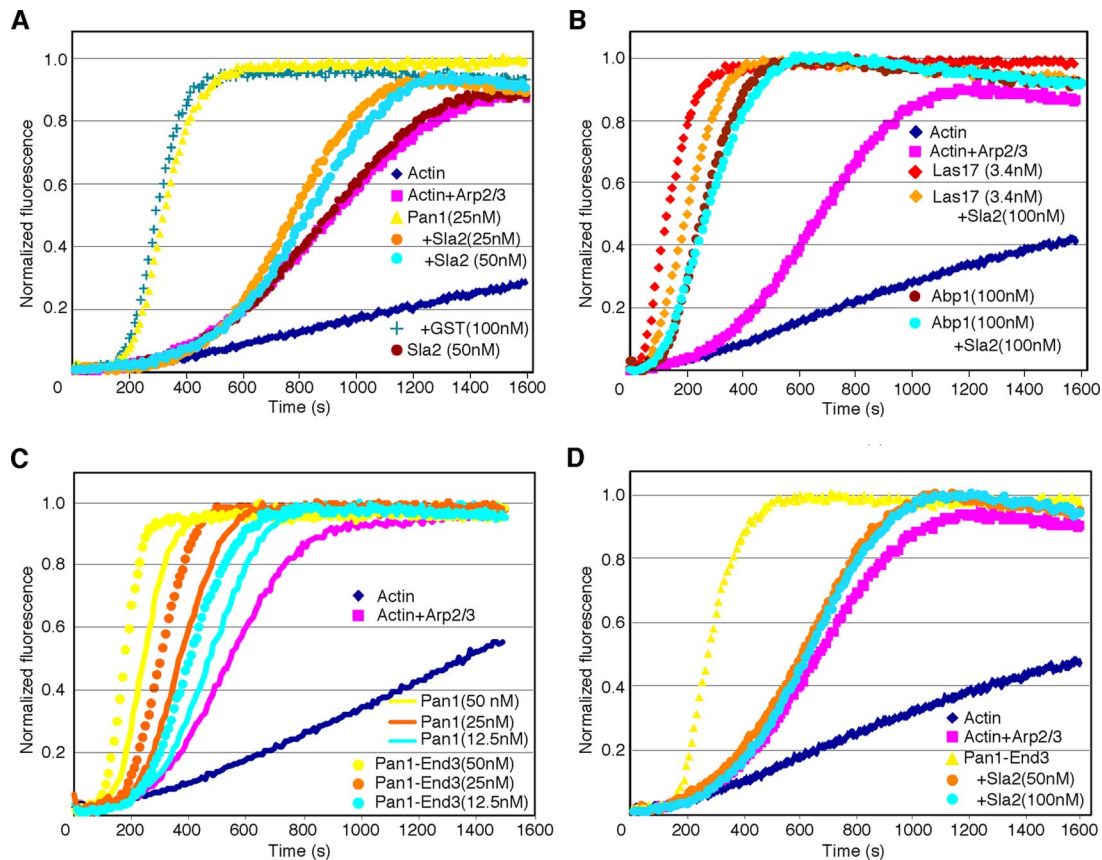 A
Normalized fluorescence
1.0
0.8
0.6
0.4
0.2
Actin
Actin+Arp2/3
Pan1(25nM)
+Sla2(25nM)
+Sla2 (50nM)
+GST(100nM)
Sla2 (50nM)
0 200 400 600 800 1000 1200 1400 1600
Time (s)
B
Normalized fluorescence
1.0
0.8
0.6
0.4
0.2
Actin
Actin+Arp2/3
Las17 (3.4nM)
Las17 (3.4nM)
+Sla2(100nM)
Abp1(100nM)
Abp1(100nM)
+Sla2(100nM)
0 200 400 600 800 1000 1200 1400 1600
Time (s)
C
Normalized fluorescence
1.0
0.8
0.6
0.4
0.2
Actin
Actin+Arp2/3
Pan1(50 nM)
Pan1(25nM)
Pan1(12.5nM)
Pan1-End3(50nM)
Pan1-End3(25nM)
Pan1-End3(12.5nM)
0 200 400 600 800 1000 1200 1400 1600
Time (s)
D
Normalized fluorescence
1.0
0.8
0.6
0.4
0.2
Actin
Actin+Arp2/3
Pan1-End3
+Sla2(50nM)
+Sla2(100nM)
0 200 400 600 800 1000 1200 1400 1600
Time (s)